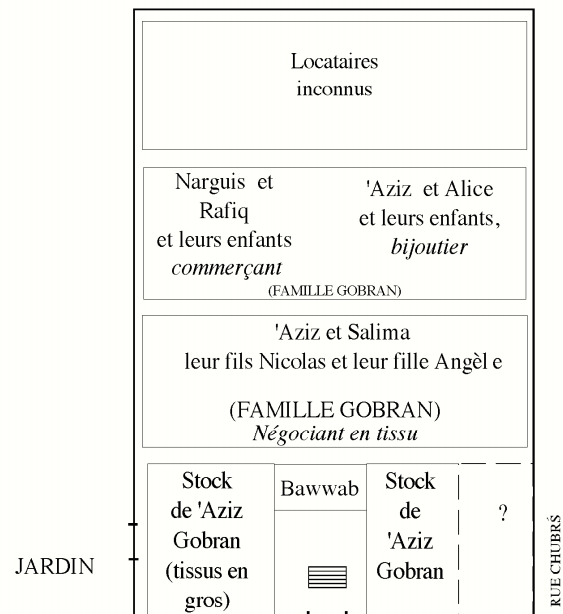 Locataires
inconnus
Narguis et
Rafiq
et leurs enfants
commerçant
'Aziz et Alice
et leurs enfants,
bijoutier
(FAMILLE GOBRAN)
'Aziz et Salima
leur fils Nicolas et leur fille Angèl e
(FAMILLE GOBRAN)
Négociant en tissu
Stock
de 'Aziz
Gobran
(tissus en
gros)
Bawwab
Stock
de
'Aziz
Gobran
?
JARDIN
RUE CHUBRŚ